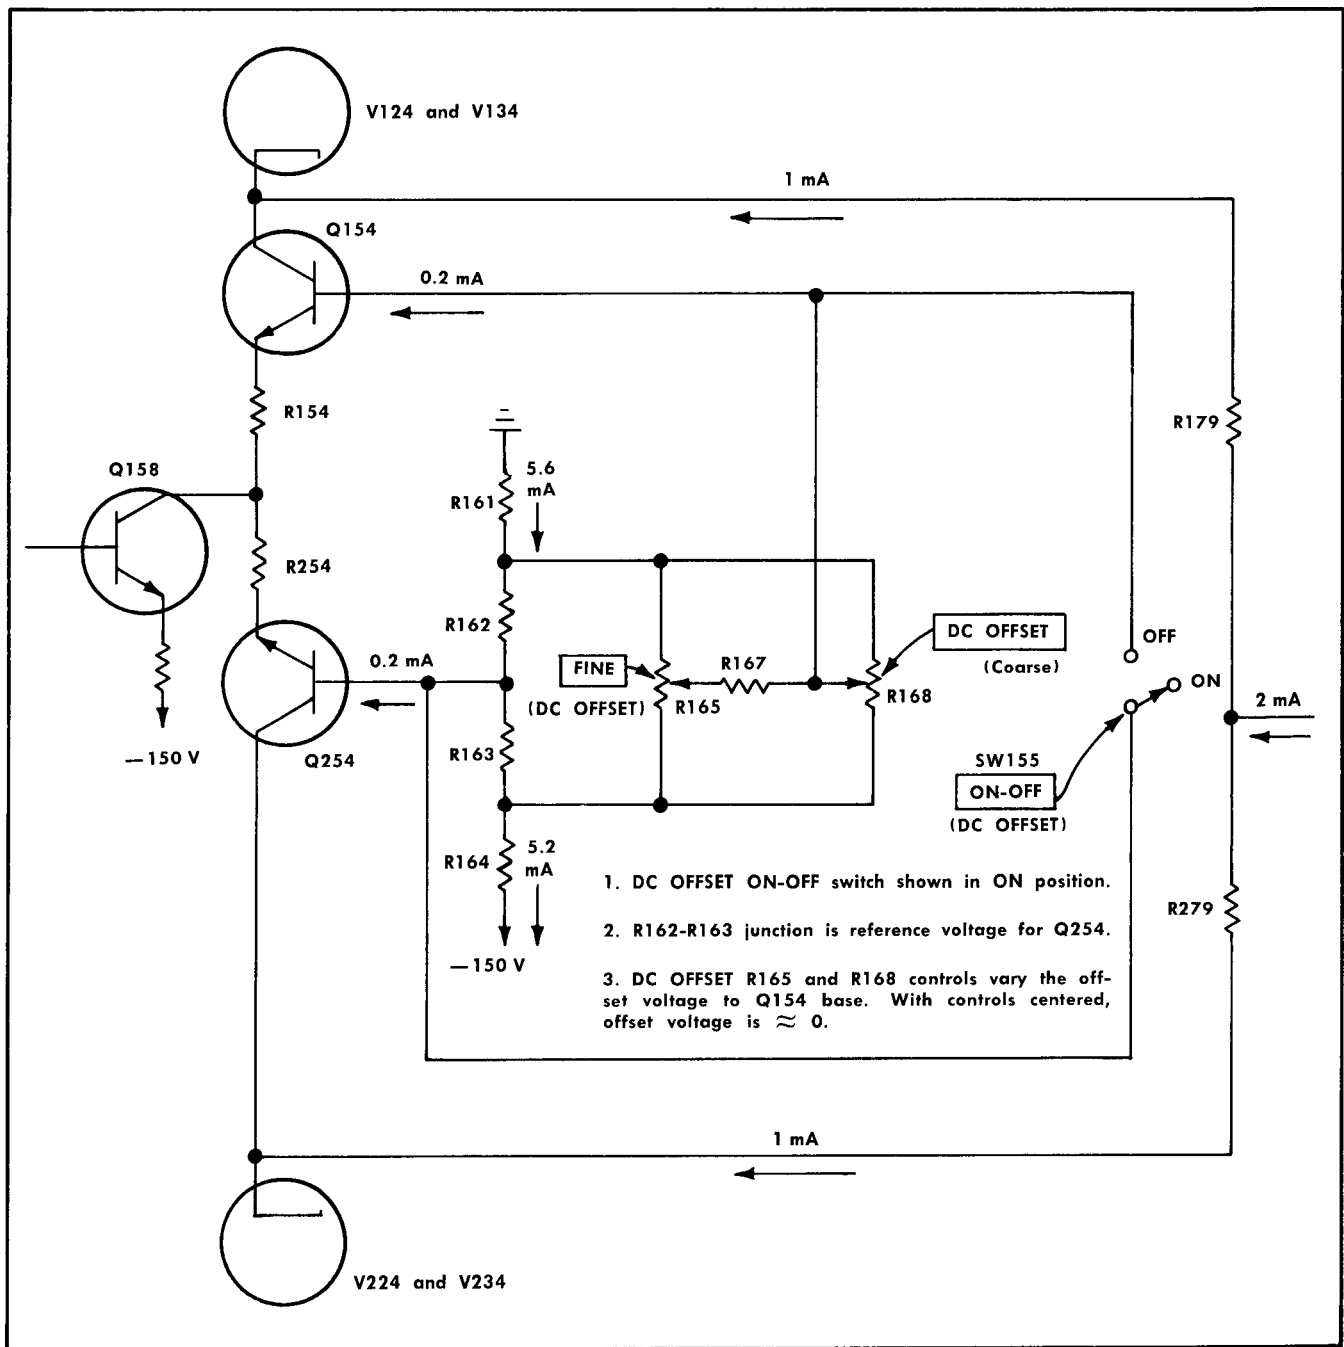 V124 and V134
1 mA
Q154
0.2 mA
R154
R179
Q158
5.6
mA
R161
R254
R162
DC OFFSET
(Coarse)
OFF
0.2 mA
FINE
R167
ON
(DC OFFSET)
R165
R168
2 mA
—150 V
Q254
R163
SW155
ON-OFF
(DC OFFSET)
R164
5.2
mA
1. DC OFFSET ON-OFF switch shown in ON position.
R279
2. R162-R163 junction is reference voltage for Q254.
—150 V
3. DC OFFSET R165 and R168 controls vary the off-
set voltage to Q154 base. With controls centered,
offset voltage is ≈ 0.
1 mA
V224 and V234